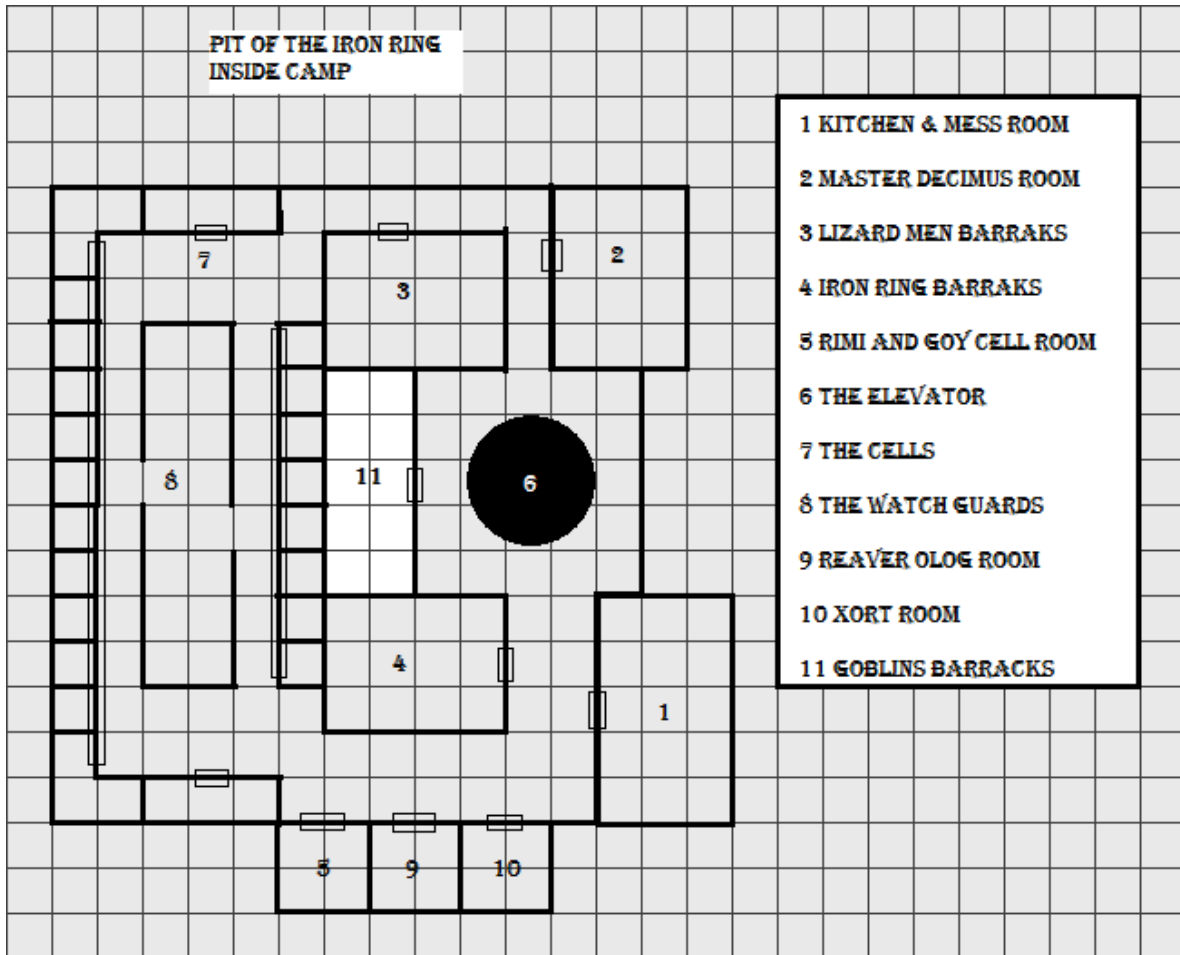 PIT OF THE IRON RING
INSIDE CAMP
1 KITCHEN & MESS ROOM
2 MASTER DECIMUS ROOM
3 LIZARD MEN BARRAKS
4 IRON RING BARRAKS
5 RIMI AND GOY CELL ROOM
6 THE ELEVATOR
7 THE CELLS
8 THE WATCH GUARDS
9 REAVER OLOG ROOM
10 XORT ROOM
11 GOBLINS BARRACKS
7
3
2
8
11
6
4
1
5
9
10